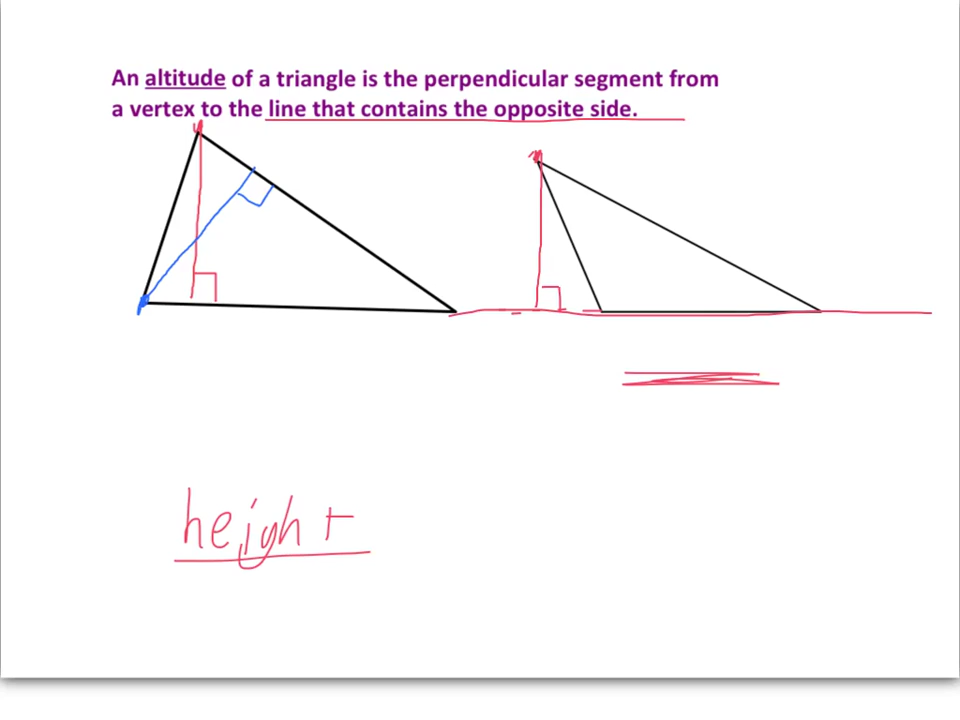 An altitude of a triangle is the perpendicular segment from
a vertex to the line that contains the opposite side.
height